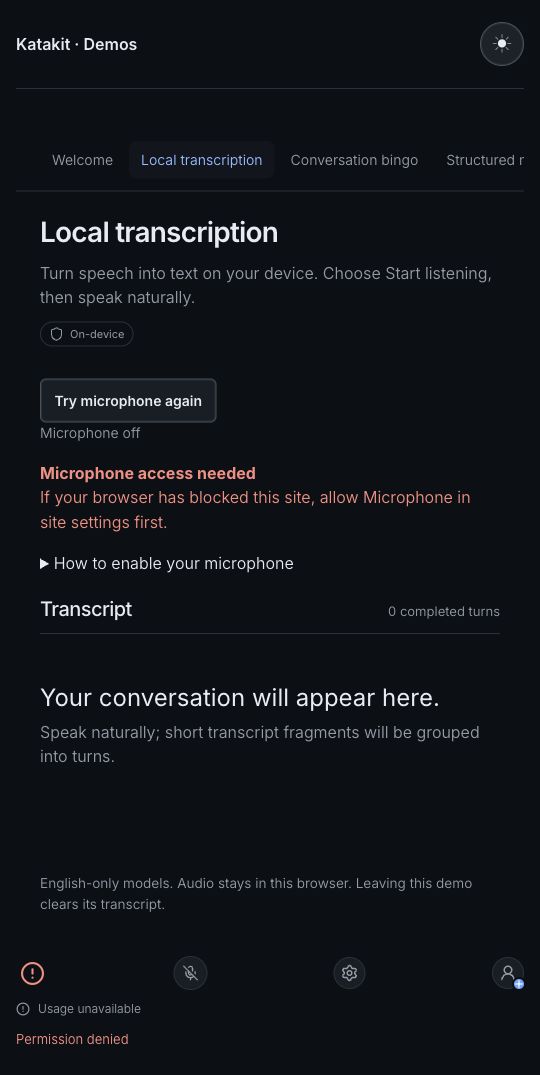 Katakit · Demos
Welcome Local transcription Conversation bingo Structured
Local transcription
Turn speech into text on your device. Choose Start listening,
then speak naturally.
On-device
Try microphone again
Microphone off
Microphone access needed
If your browser has blocked this site, allow Microphone in
site settings first.
How to enable your microphone
Transcript 0 completed turns
Your conversation will appear here.
Speak naturally; short transcript fragments will be grouped
into turns.
English-only models. Audio stays in this browser. Leaving this demo
clears its transcript.
Usage unavailable
Permission denied